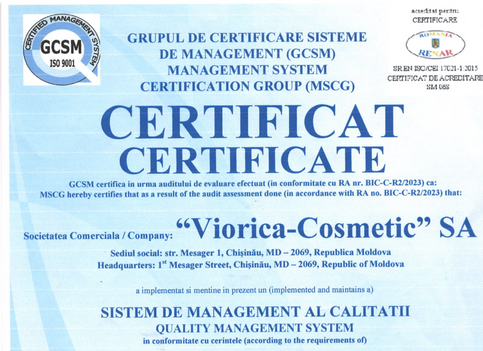 CERTIFIED MANAGEMENT SYSTEM
GCSM
ISO 9001
GRUPUL DE CERTIFICARE SISTEME
DE MANAGEMENT (GCSM)
MANAGEMENT SYSTEM
CERTIFICATION GROUP (MSCG)
acreditat pentru
CERTIFICARE
ROMANIA
RENAR
SR EN ISO/CEI 17021-1:2015
CERTIFICAT DE ACREDITARE
CERTIFICAT
CERTIFICATE
GCSM certifica in urma auditului de evaluare efectuat (in conformitate cu RA nr. BIC-C-R2/2023) ca:
MSCG hereby certifies that as a result of the audit assessment done (in accordance with RA no. BIC-C-R2/2023) that:
Societatea Comerciala / Company: “Viorica-Cosmetic” SA
Sediul social: str. Mesager 1, Chișinău, MD – 2069, Republica Moldova
Headquarters: 1st Mesager Street, Chișinău, MD – 2069, Republic of Moldova
a implementat si mentine in prezent un (implemented and maintains a)
SISTEM DE MANAGEMENT AL CALITATII
QUALITY MANAGEMENT SYSTEM
in conformitate cu cerintele (according to the requirements of)